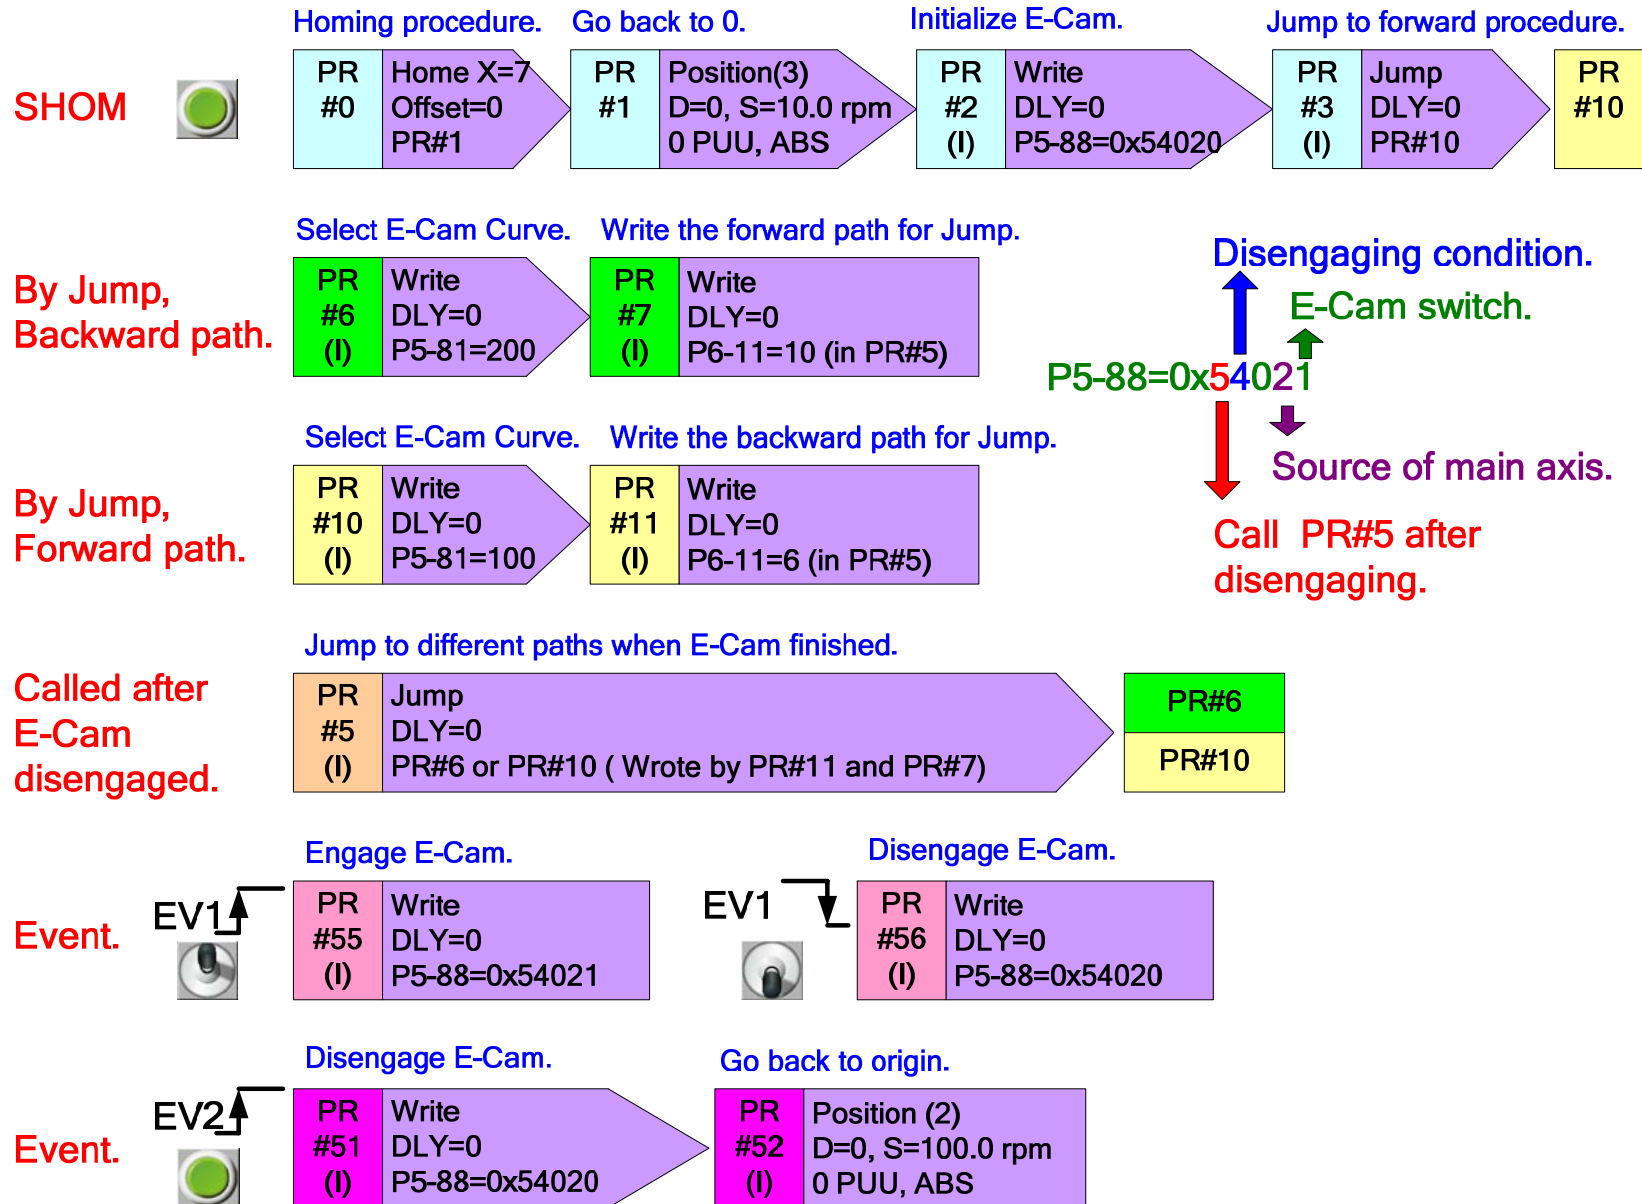 Homing procedure.
Go back to 0.
Initialize E-Cam.
Jump to forward procedure.
SHOM
PR
#0
Home X=7
Offset=0
PR#1
PR
#1
Position(3)
D=0, S=10.0 rpm
0 PUU, ABS
PR
#2
(I)
Write
DLY=0
P5-88=0x54020
PR
#3
(I)
Jump
DLY=0
PR#10
PR
#10
Select E-Cam Curve.
Write the forward path for Jump.
By Jump,
Backward path.
PR
#6
(I)
Write
DLY=0
P5-81=200
PR
#7
(I)
Write
DLY=0
P6-11=10 (in PR#5)
Disengaging condition.
E-Cam switch.
P5-88=0x54021
Source of main axis.
Call  PR#5 after
disengaging.
Select E-Cam Curve.
Write the backward path for Jump.
By Jump,
Forward path.
PR
#10
(I)
Write
DLY=0
P5-81=100
PR
#11
(I)
Write
DLY=0
P6-11=6 (in PR#5)
Jump to different paths when E-Cam finished.
Called after
E-Cam
disengaged.
PR
#5
(I)
Jump
DLY=0
PR#6 or PR#10 ( Wrote by PR#11 and PR#7)
PR#6
PR#10
Engage E-Cam.
Disengage E-Cam.
Event.
EV1
PR
#55
(I)
Write
DLY=0
P5-88=0x54021
EV1
PR
#56
(I)
Write
DLY=0
P5-88=0x54020
Disengage E-Cam.
Go back to origin.
Event.
EV2
PR
#51
(I)
Write
DLY=0
P5-88=0x54020
PR
#52
(I)
Position (2)
D=0, S=100.0 rpm
0 PUU, ABS